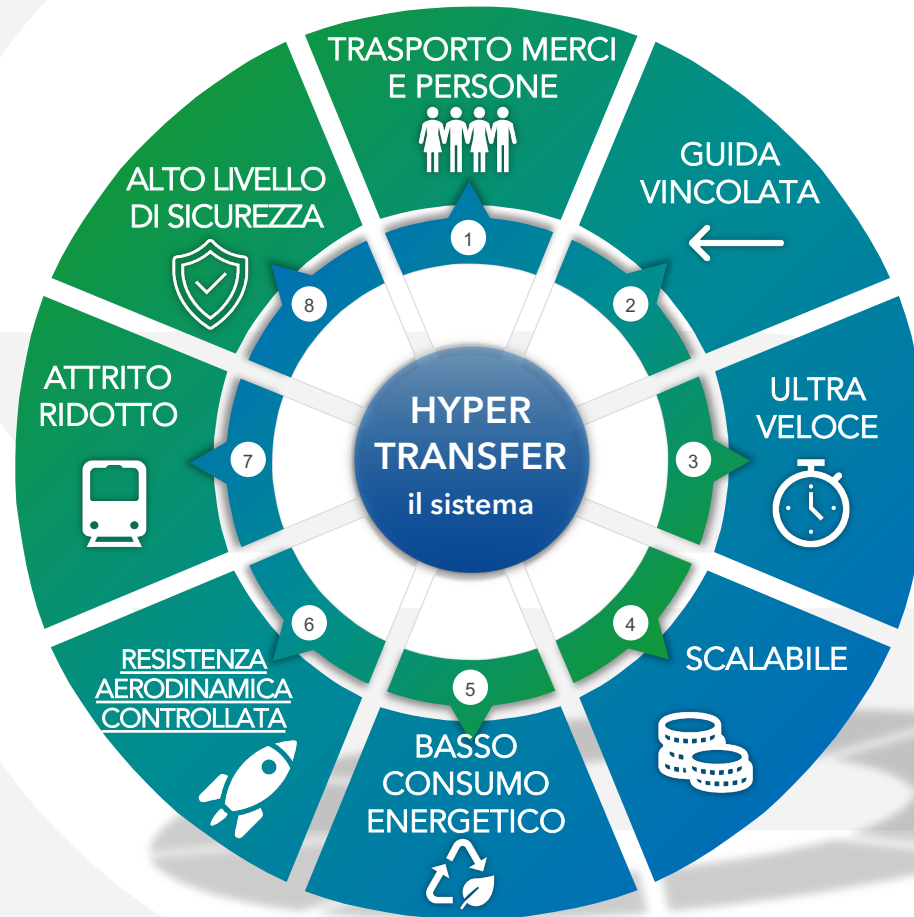 HYPER
TRANSFER
il sistema
1
TRASPORTO MERCI
E PERSONE
2
GUIDA
VINCOLATA
3
ULTRA
VELOCE
4
SCALABILE
5
BASSO
CONSUMO
ENERGETICO
6
RESISTENZA
AERODINAMICA
CONTROLLATA
7
ATTRITO
RIDOTTO
8
ALTO LIVELLO
DI SICUREZZA